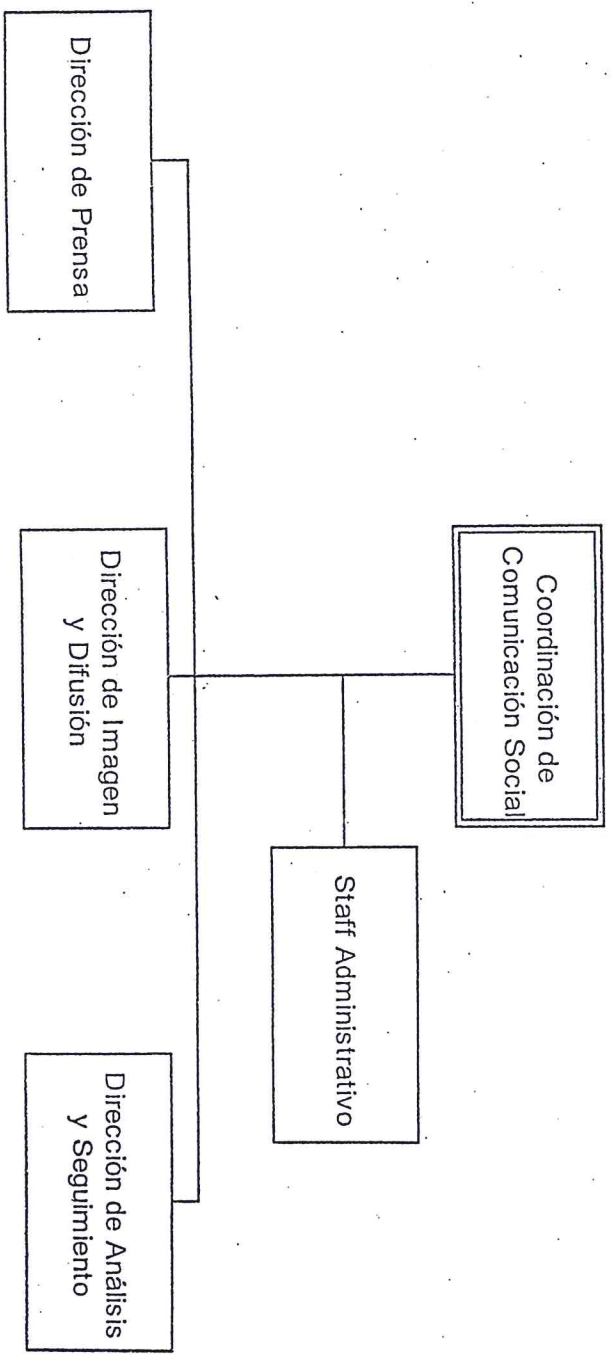 Coordinación de
Comunicación Social
Staff Administrativo
Dirección de Prensa
Dirección de Imagen
y Difusión
Dirección de Análisis
y Seguimiento